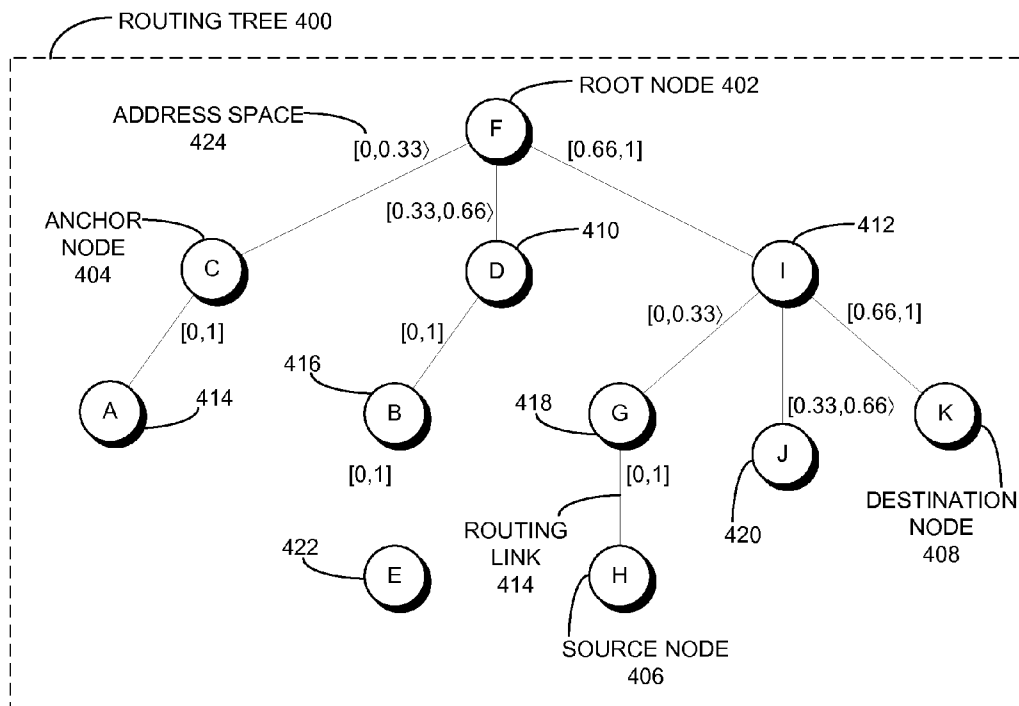 ROUTING TREE 400
ROOT NODE 402
ADDRESS SPACE
424
F
[0,0.33⟩
[0.66,1]
[0.33,0.66⟩
ANCHOR
NODE
404
C
D
410
I
412
[0,1]
[0,1]
[0,0.33⟩
[0.66,1]
A
414
416
B
418
G
[0.33,0.66⟩
J
K
[0,1]
[0,1]
420
DESTINATION
NODE
408
ROUTING
LINK
414
422
E
H
SOURCE NODE
406